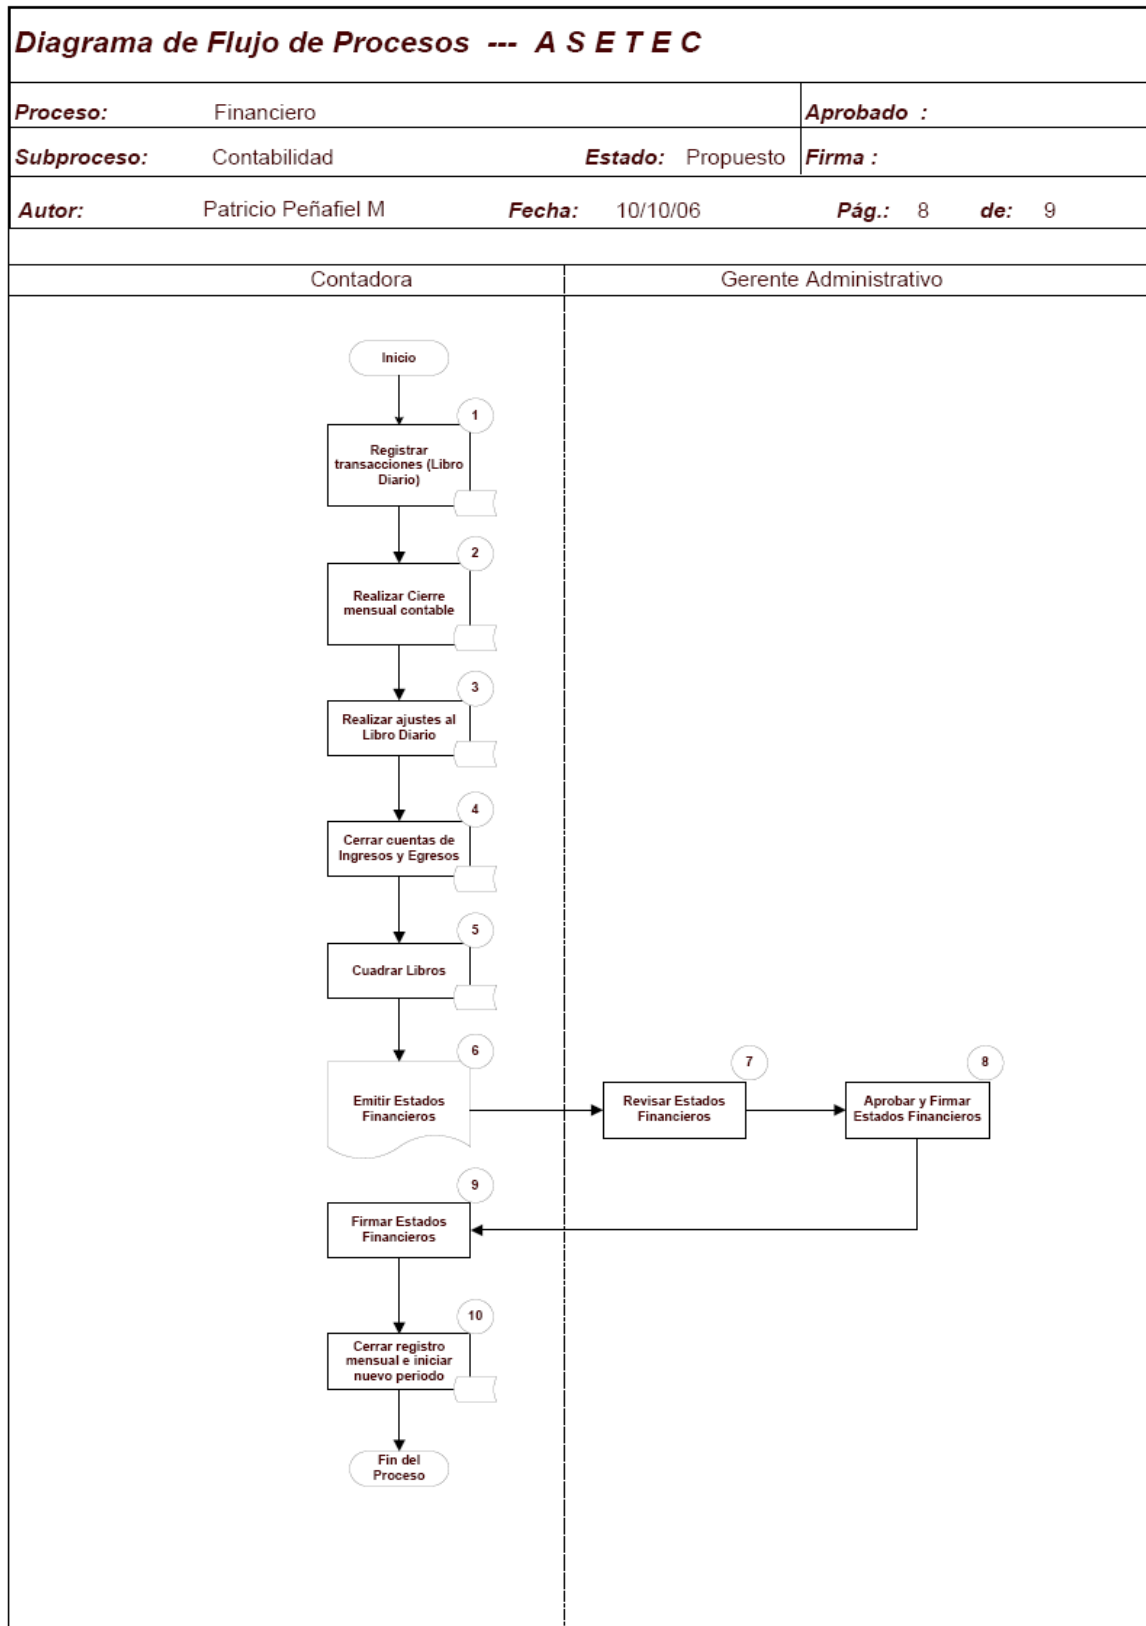 Diagrama de Flujo de Procesos --- A S E T E C
Proceso: Financiero Aprobado :
Subproceso: Contabilidad Estado: Propuesto Firma :
Autor: Patricio Peñafiel M Fecha: 10/10/06 Pág.: 8 de: 9
Contadora Gerente Administrativo
Inicio
1
Registrar
transacciones (Libro
Diario)
2
Realizar Cierre
mensual contable
3
Realizar ajustes al
Libro Diario
4
Cerrar cuentas de
Ingresos y Egresos
5
Cuadrar Libros
6
Emitir Estados
Financieros
7
Revisar Estados
Financieros
8
Aprobar y Firmar
Estados Financieros
9
Firmar Estados
Financieros
10
Cerrar registro
mensual e iniciar
nuevo periodo
Fin del
Proceso